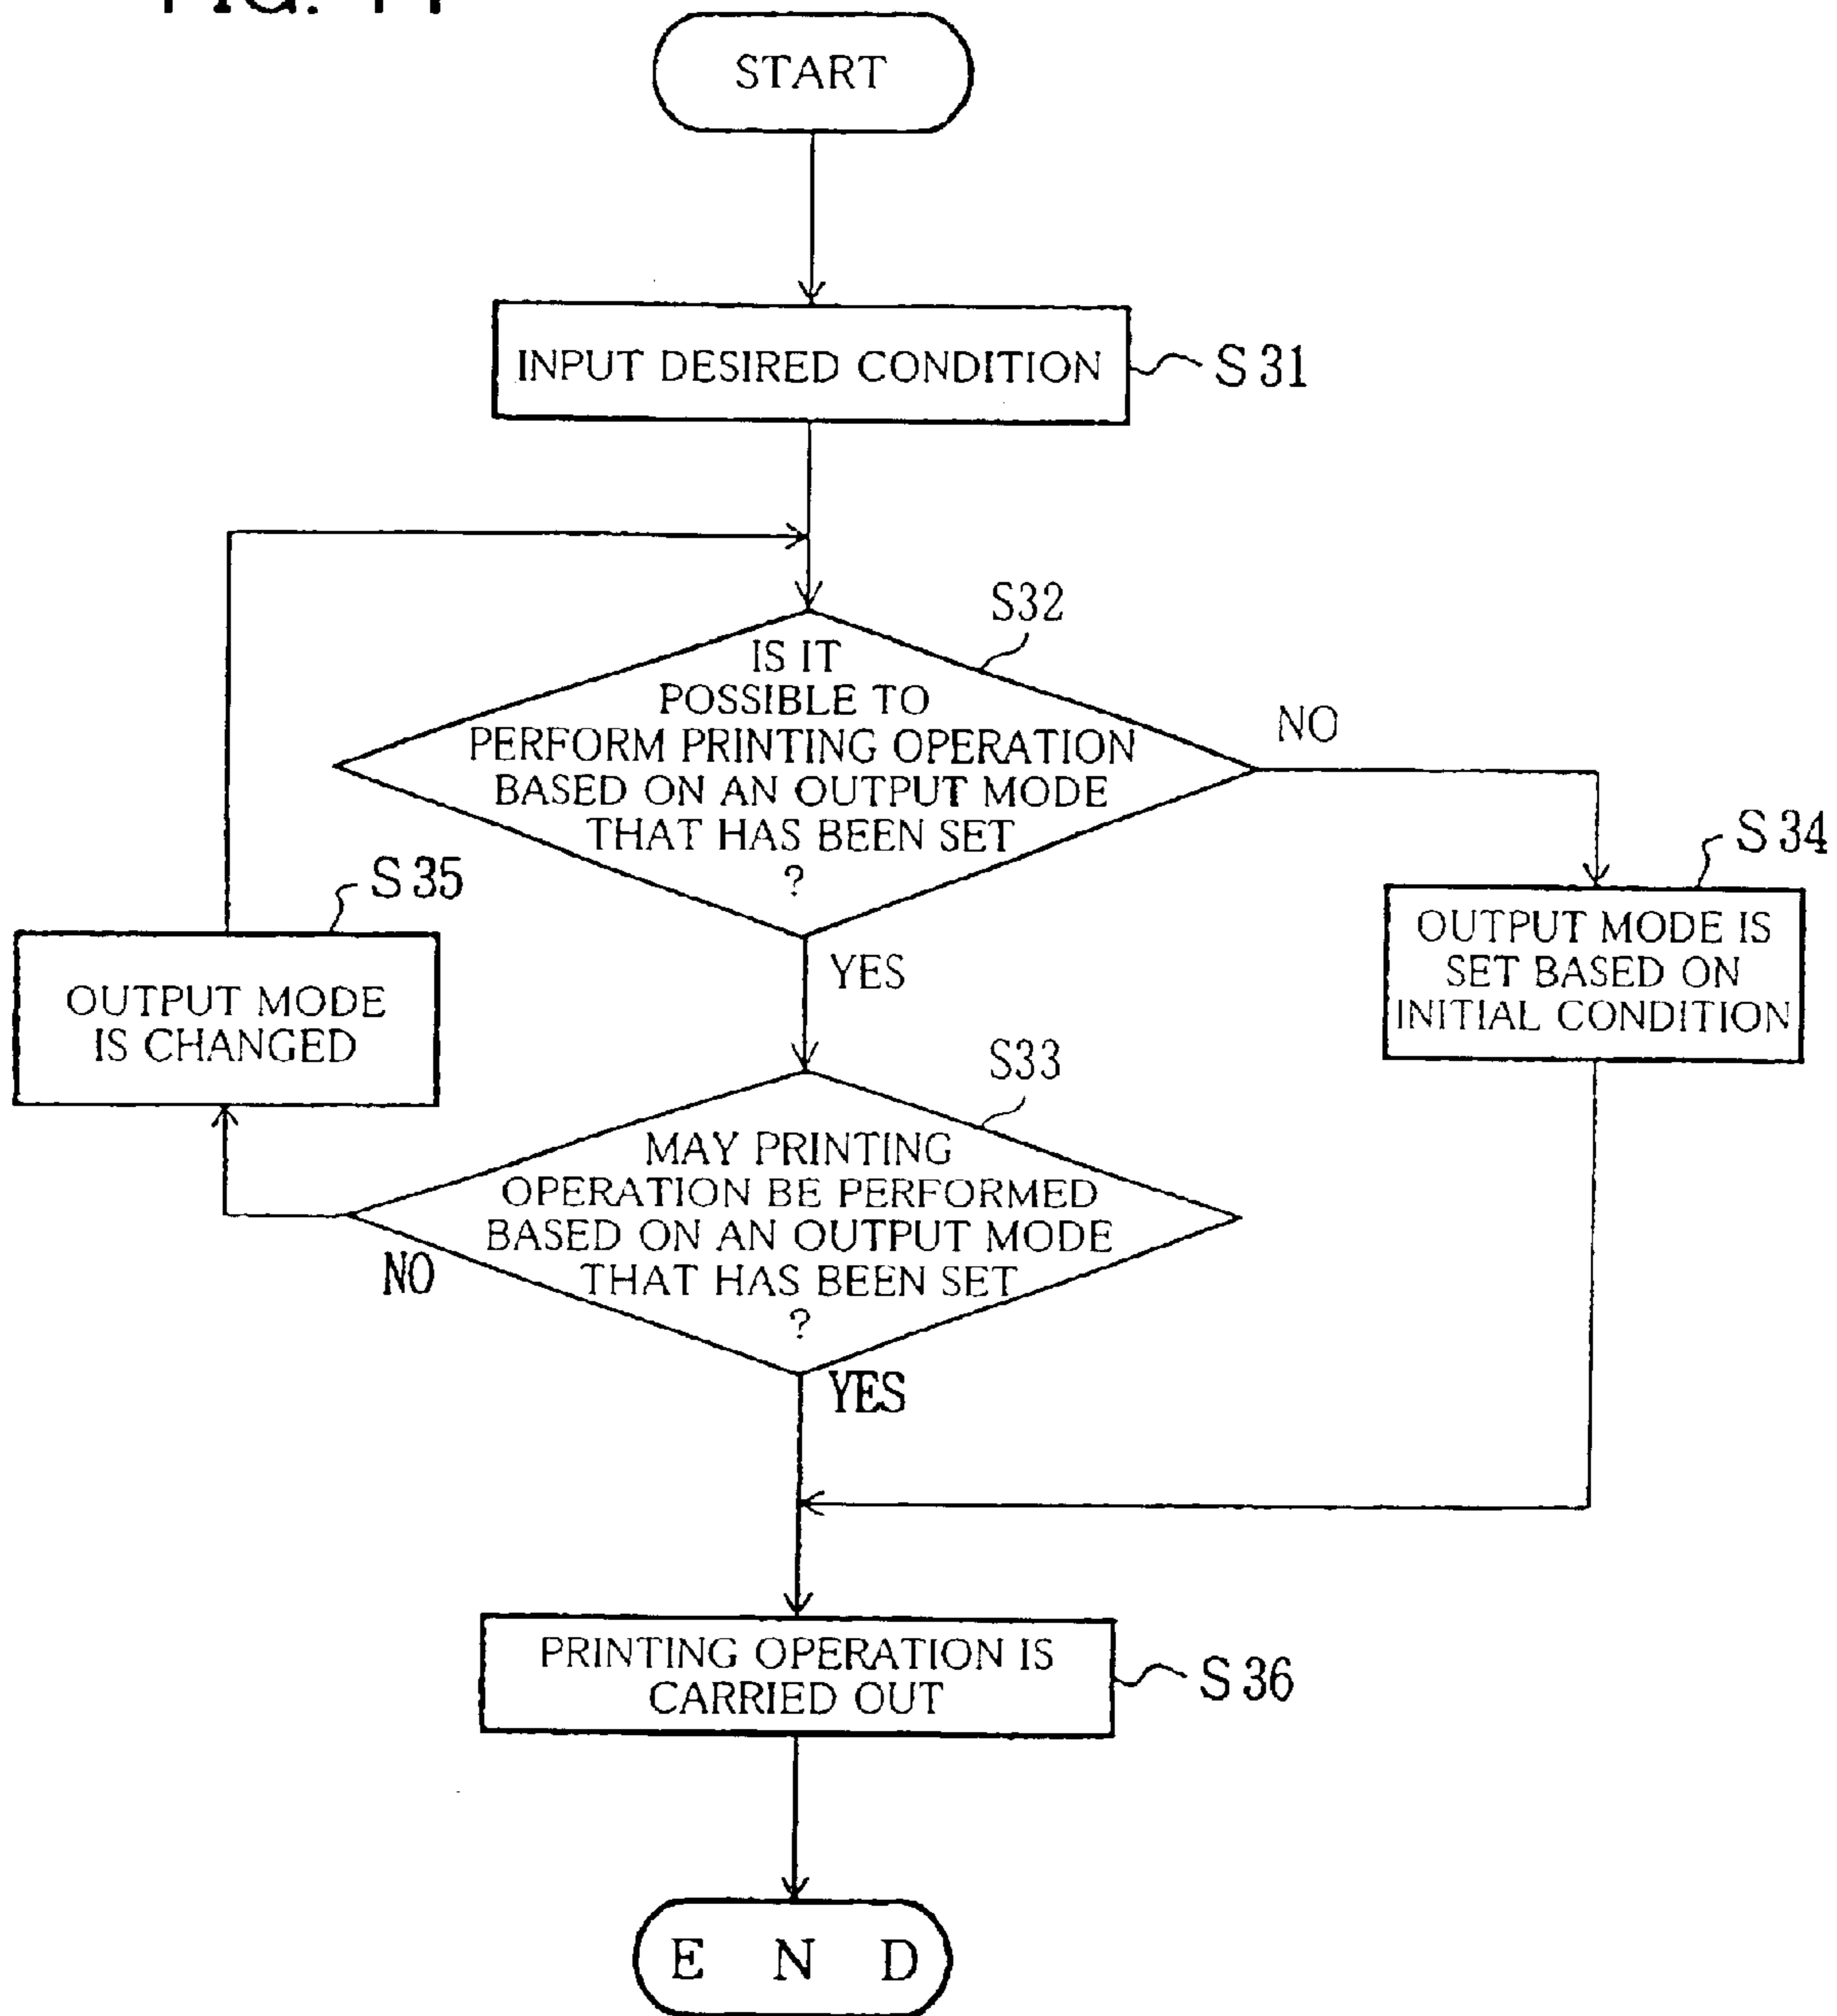 FIG.
START
INPUT DESIRED CONDITION
S31
S32
IS IT
POSSIBLE TO
PERFORM PRINTING OPERATION
BASED ON AN OUTPUT MODE
THAT HAS BEEN SET
?
NO
S34
OUTPUT MODE IS
SET BASED ON
INITIAL CONDITION
S35
OUTPUT MODE
IS CHANGED
YES
S33
MAY PRINTING
OPERATION BE PERFORMED
BASED ON AN OUTPUT MODE
THAT HAS BEEN SET
?
NO
YES
PRINTING OPERATION IS
CARRIED OUT
S36
E N D